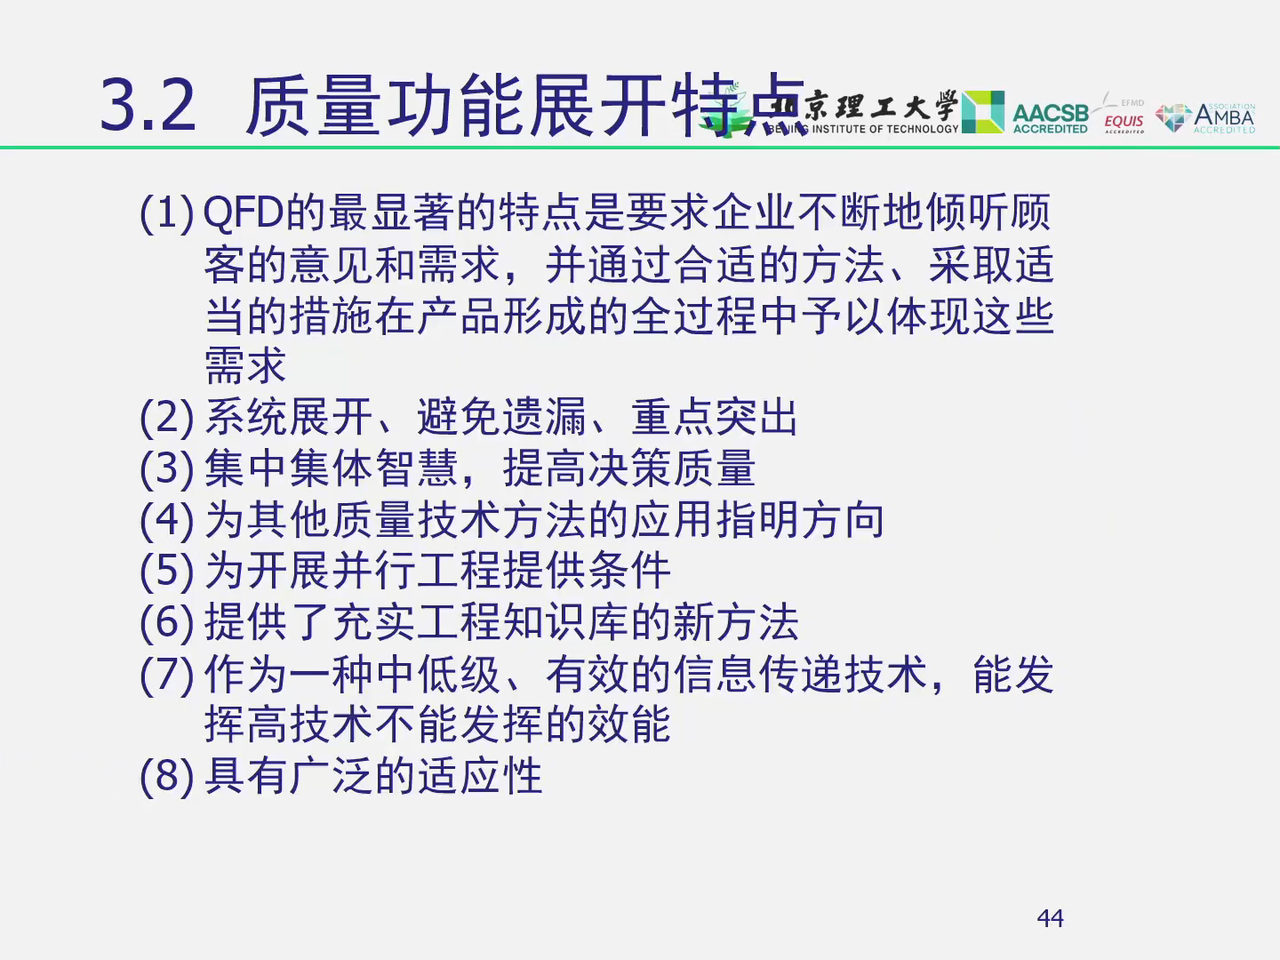 3.2 质量功能展开特点
北京理工大学
BEIJING INSTITUTE OF TECHNOLOGY
AACSB
ACCREDITED
EFMD
EQUIS
ACCREDITED
ASSOCIATION
AMBA
ACCREDITED
(1) QFD的最显著的特点是要求企业不断地倾听顾
客的意见和需求，并通过合适的方法、采取适
当的措施在产品形成的全过程中予以体现这些
需求
(2) 系统展开、避免遗漏、重点突出
(3) 集中集体智慧，提高决策质量
(4) 为其他质量技术方法的应用指明方向
(5) 为开展并行工程提供条件
(6) 提供了充实工程知识库的新方法
(7) 作为一种中低级、有效的信息传递技术，能发
挥高技术不能发挥的效能
(8) 具有广泛的适应性
44